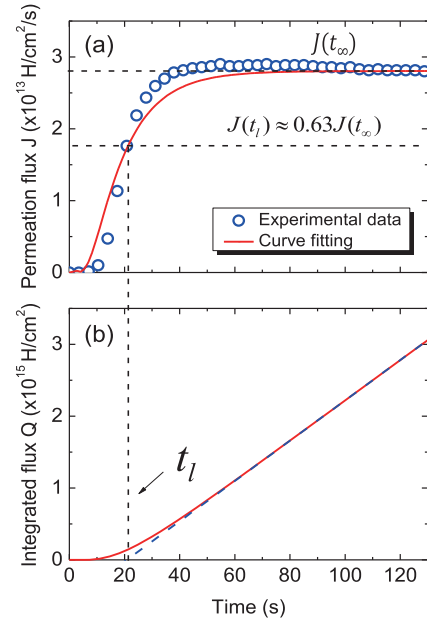 (a)
J(t∞)
J(tl) ≈ 0.63J(t∞)
Experimental data
Curve fitting
Permeation flux J (x10¹³ H/cm²/s)
3
2
1
0
(b)
tl
Integrated flux Q (x10¹⁵ H/cm²)
3
2
1
0
0 20 40 60 80 100 120
Time (s)